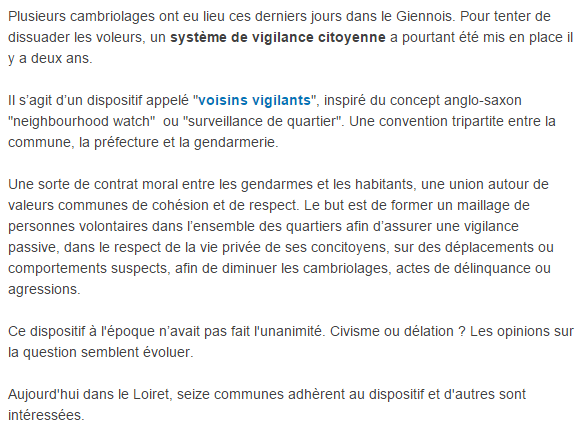 Plusieurs cambriolages ont eu lieu ces derniers jours dans le Giennois. Pour tenter de
dissuader les voleurs, un système de vigilance citoyenne a pourtant été mis en place il
y a deux ans.
Il s’agit d’un dispositif appelé "voisins vigilants", inspiré du concept anglo-saxon
"neighbourhood watch"  ou "surveillance de quartier". Une convention tripartite entre la
commune, la préfecture et la gendarmerie.
Une sorte de contrat moral entre les gendarmes et les habitants, une union autour de
valeurs communes de cohésion et de respect. Le but est de former un maillage de
personnes volontaires dans l’ensemble des quartiers afin d’assurer une vigilance
passive, dans le respect de la vie privée de ses concitoyens, sur des déplacements ou
comportements suspects, afin de diminuer les cambriolages, actes de délinquance ou
agressions.
Ce dispositif à l'époque n’avait pas fait l'unanimité. Civisme ou délation ? Les opinions sur
la question semblent évoluer.
Aujourd'hui dans le Loiret, seize communes adhèrent au dispositif et d'autres sont
intéressées.